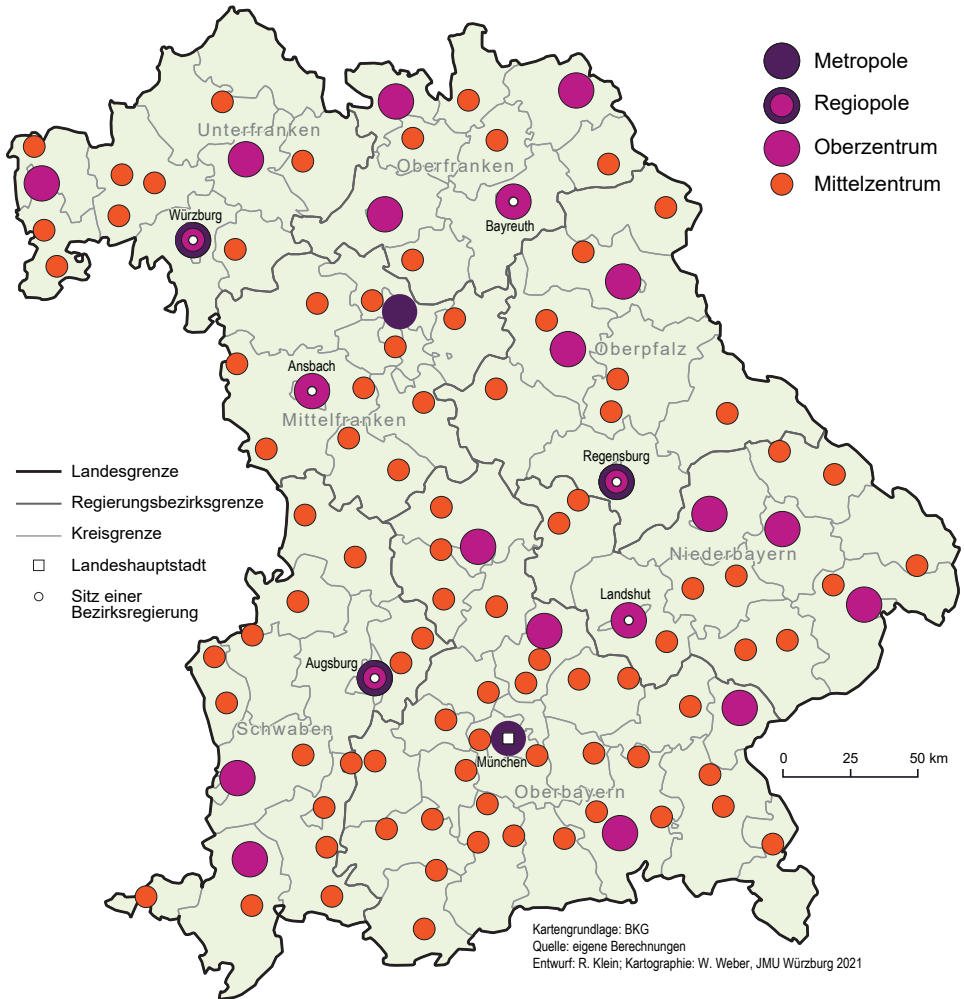 Metropole
Regiopole
Oberzentrum
Mittelzentrum
Unterfranken
Oberfranken
Würzburg
Bayreuth
Oberpfalz
Ansbach
Mittelfranken
Regensburg
Landesgrenze
Regierungsbezirksgrenze
Kreisgrenze
Landeshauptstadt
Sitz einer
Bezirksregierung
Niederbayern
Landshut
Augsburg
Schwaben
München
Oberbayern
0 25 50 km
Kartengrundlage: BKG
Quelle: eigene Berechnungen
Entwurf: R. Klein; Kartographie: W. Weber, JMU Würzburg 2021